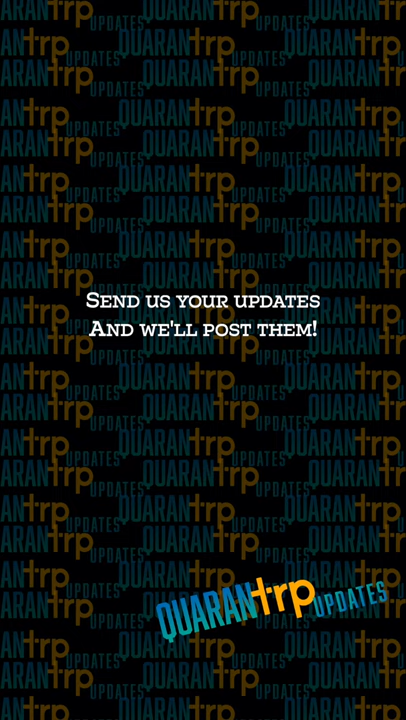 Send us your updates
And we'll post them!
QUARANtrp UPDATES